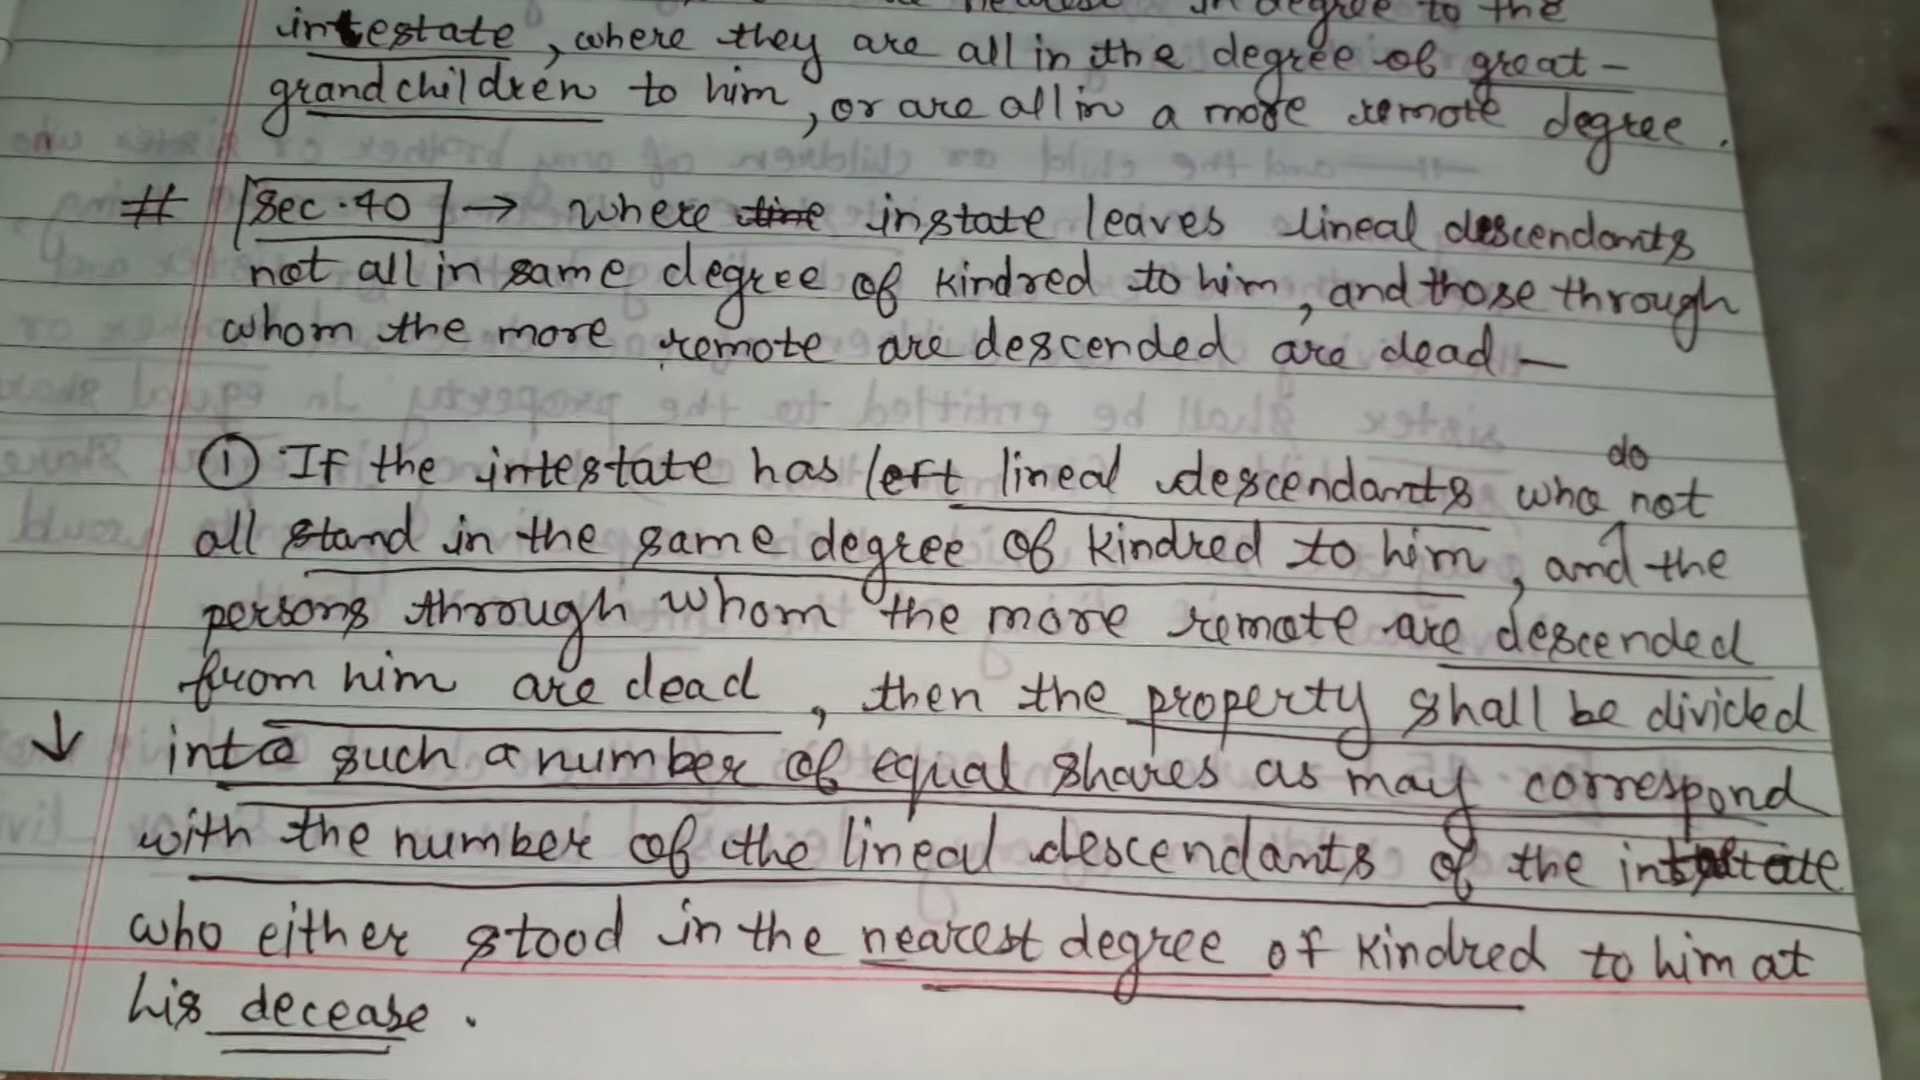 nearest in degree to the
intestate, where they are all in the degree of great-
grandchildren to him, or are all in a more remote degree.
# Sec. 40 → where time instate leaves lineal descendants
not all in same degree of kindred to him, and those through
whom the more remote are descended are dead -
do
① If the intestate has left lineal descendants who not
all stand in the same degree of kindred to him, and the
persons through whom the more remote are descended
from him are dead, then the property shall be divided
↓ into such a number of equal shares as may correspond
with the number of the lineal descendants of the intestate
who either stood in the nearest degree of kindred to him at
his decease.